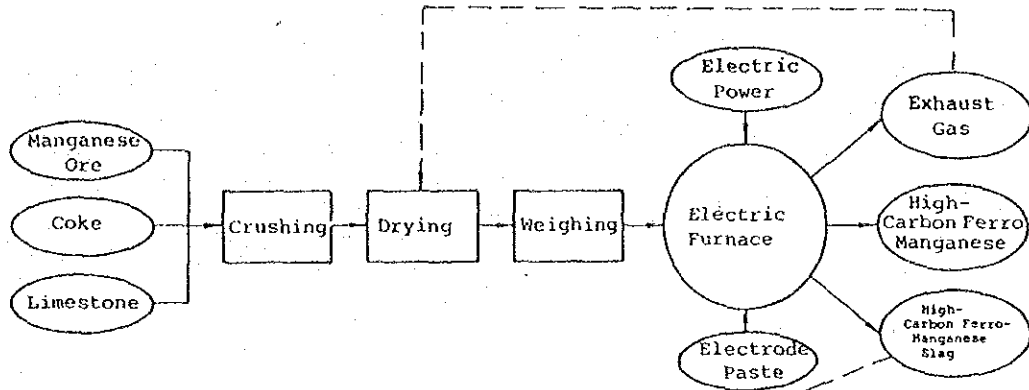 Manganese
Ore
Coke
Limestone
Crushing
Drying
Weighing
Electric
Power
Electric
Furnace
Electrode
Paste
Exhaust
Gas
High-
Carbon Ferro
Manganese
High-
Carbon Ferro-
Manganese
Slag